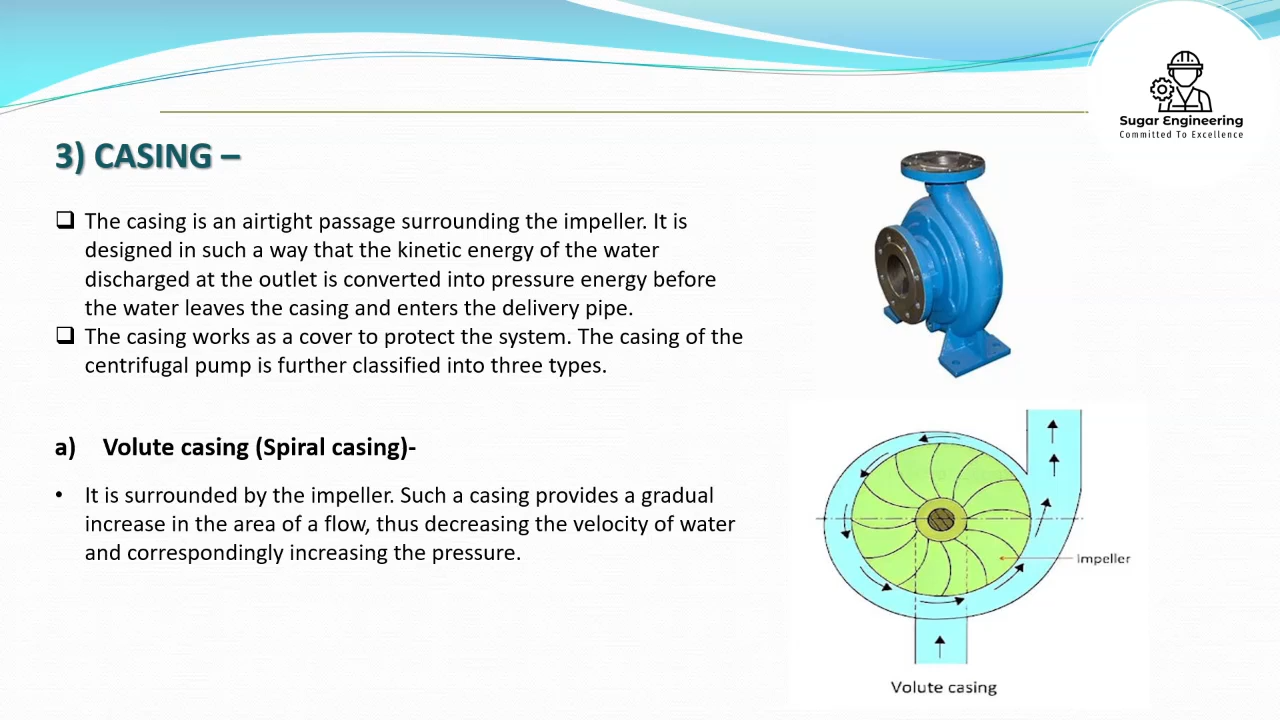 Sugar Engineering
Committed To Excellence
3) CASING –
The casing is an airtight passage surrounding the impeller. It is
designed in such a way that the kinetic energy of the water
discharged at the outlet is converted into pressure energy before
the water leaves the casing and enters the delivery pipe.
The casing works as a cover to protect the system. The casing of the
centrifugal pump is further classified into three types.
a) Volute casing (Spiral casing)-
• It is surrounded by the impeller. Such a casing provides a gradual
increase in the area of a flow, thus decreasing the velocity of water
and correspondingly increasing the pressure.
Impeller
Volute casing